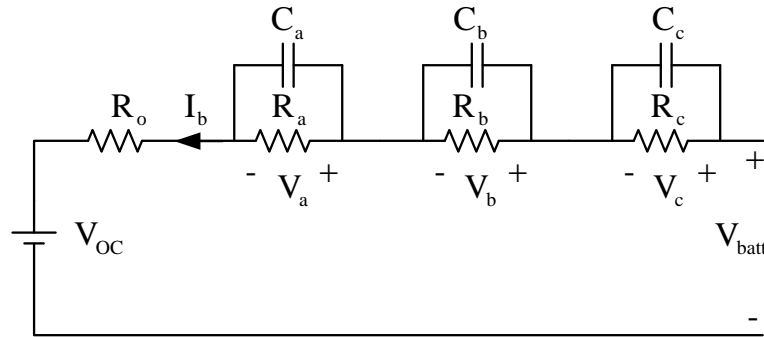 C_a C_b C_c
R_o I_b R_a R_b R_c
- + - + - + +
V_a V_b V_c
V_OC V_batt
-